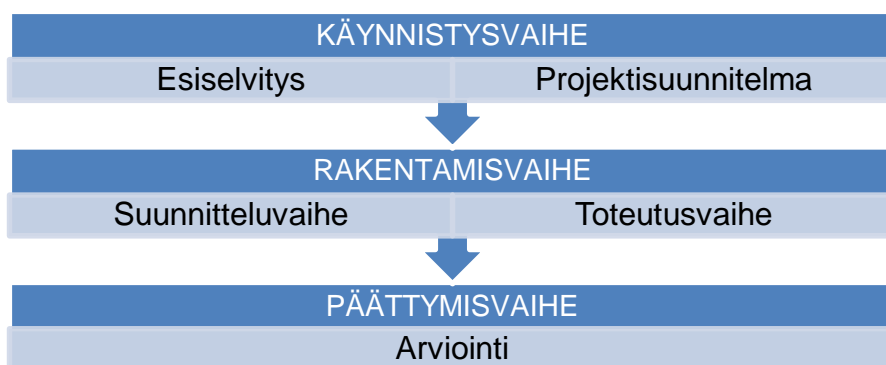 KÄYNNISTYSVAIHE
Esiselvitys Projektisuunnitelma
RAKENTAMISVAIHE
Suunnitteluvaihe Toteutusvaihe
PÄÄTTYMISVAIHE
Arviointi